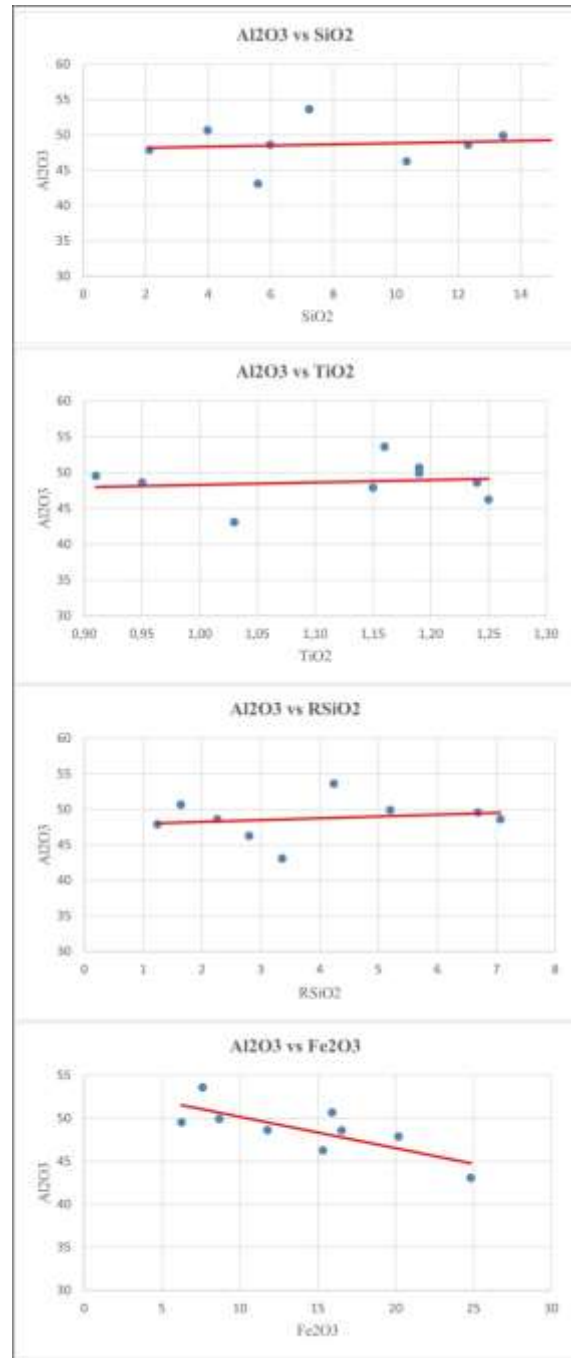 Al2O3 vs SiO2
60
55
50
45
40
35
30
Al2O3
0 2 4 6 8 10 12 14
SiO2
Al2O3 vs TiO2
60
55
50
45
40
35
30
Al2O3
0,90 0,95 1,00 1,05 1,10 1,15 1,20 1,25 1,30
TiO2
Al2O3 vs RSiO2
60
55
50
45
40
35
30
Al2O3
0 1 2 3 4 5 6 7 8
RSiO2
Al2O3 vs Fe2O3
55
50
45
40
35
30
Al2O3
0 5 10 15 20 25 30
Fe2O3